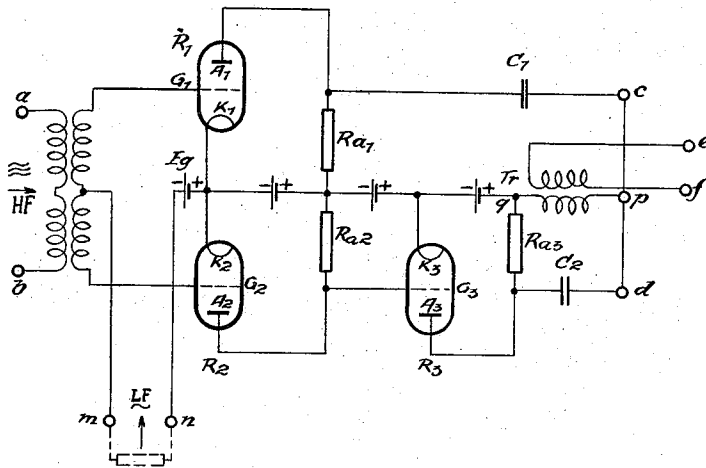 R1
A1
G1
K1
a
C1
c
Ra1
e
Eg
Tr
f
HF
- +
- +
- +
- +
q
p
Ra2
Ra3
K2
K3
b
G2
G3
C2
d
A2
A3
R2
R3
m
LF
n